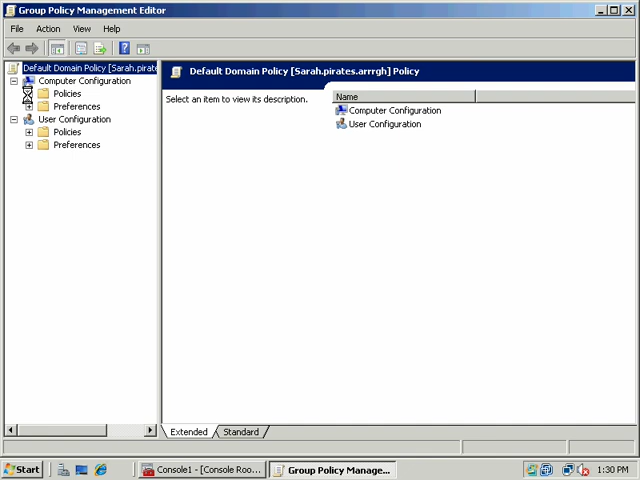 Group Policy Management Editor
File Action View Help
Default Domain Policy [Sarah.pirate
Computer Configuration
Policies
Preferences
User Configuration
Policies
Preferences
Default Domain Policy [Sarah.pirates.arrrgh] Policy
Select an item to view its description.
Name
Computer Configuration
User Configuration
Extended Standard
Start Console1 - [Console Roo... Group Policy Manage... 1:30 PM